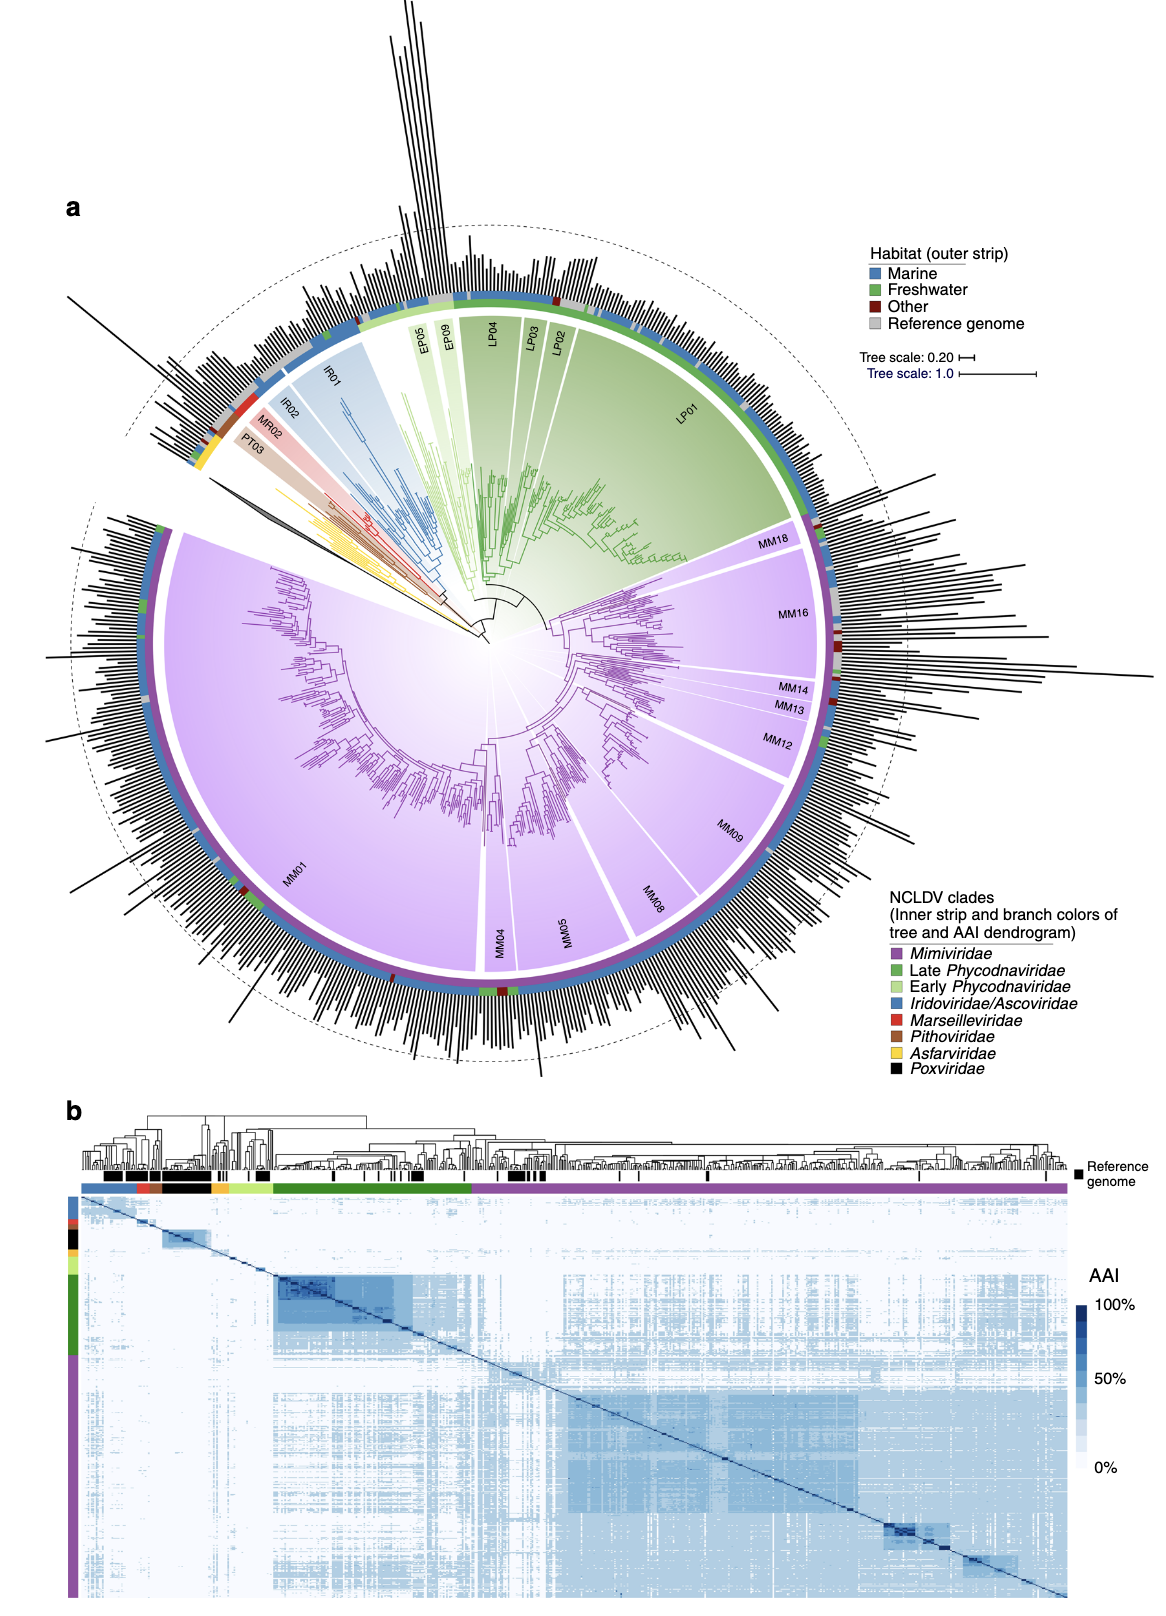 a
Habitat (outer strip)
Marine
Freshwater
Other
Reference genome
Tree scale: 0.20
Tree scale: 1.0
EP05
EP09
LP04
LP03
LP02
LP01
IR01
IR02
MR02
PT03
MM18
MM16
MM14
MM13
MM12
MM09
MM08
MM05
MM04
MM01
NCLDV clades
(Inner strip and branch colors of
tree and AAI dendrogram)
Mimiviridae
Late Phycodnaviridae
Early Phycodnaviridae
Iridoviridae/Ascoviridae
Marseilleviridae
Pithoviridae
Asfarviridae
Poxviridae
b
Reference
genome
AAI
100%
50%
0%